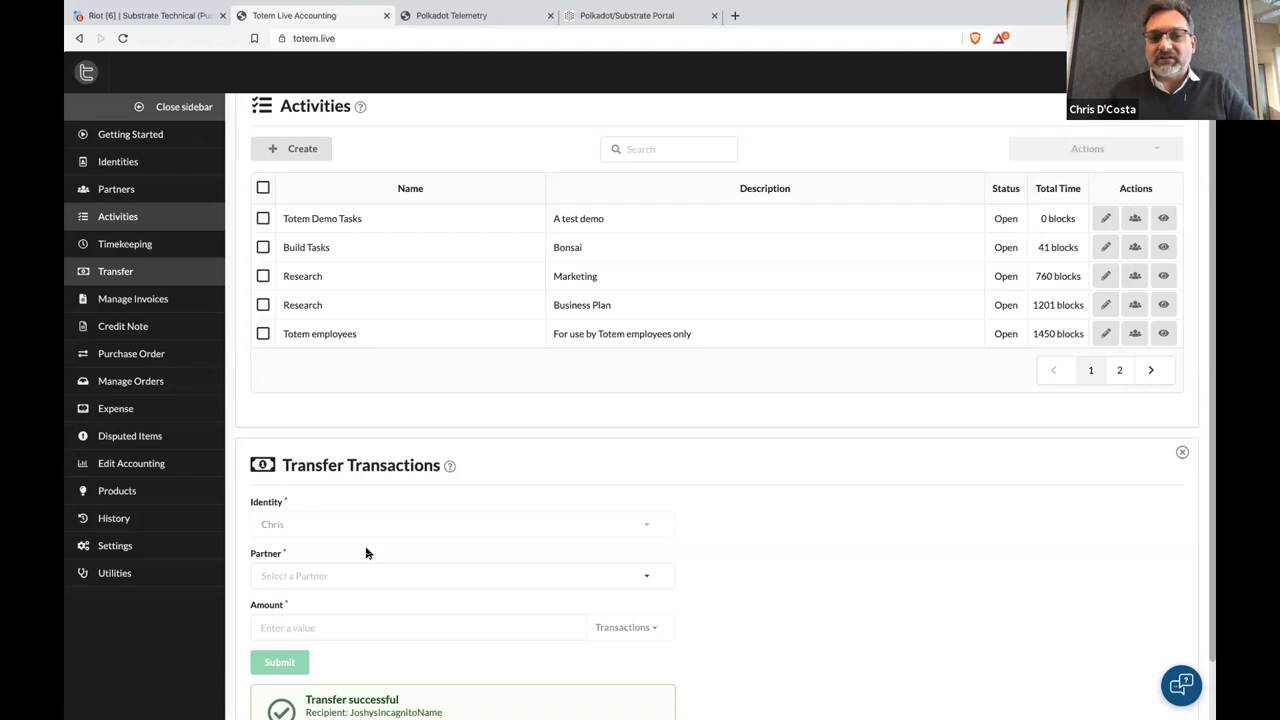 Riot [6] | Substrate Technical (Pu
Totem Live Accounting
Polkadot Telemetry
Polkadot/Substrate Portal
totem.live
Chris D'Costa
Close sidebar
Getting Started
Identities
Partners
Activities
Timekeeping
Transfer
Manage Invoices
Credit Note
Purchase Order
Manage Orders
Expense
Disputed Items
Edit Accounting
Products
History
Settings
Utilities
Activities
Create
Search
Actions
Name Description Status Total Time Actions
Totem Demo Tasks A test demo Open 0 blocks
Build Tasks Bonsai Open 41 blocks
Research Marketing Open 760 blocks
Research Business Plan Open 1201 blocks
Totem employees For use by Totem employees only Open 1450 blocks
1 2
Transfer Transactions
Identity *
Chris
Partner *
Select a Partner
Amount *
Enter a value Transactions
Submit
Transfer successful
Recipient: JoshysIncagnitoName